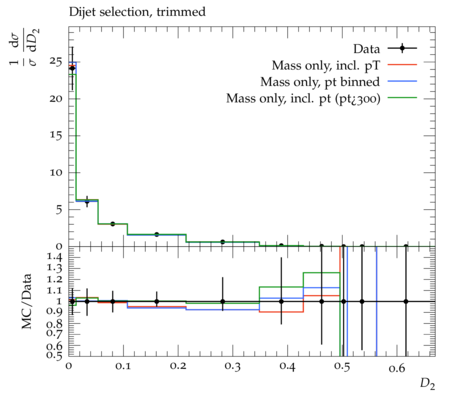 Dijet selection, trimmed
1/σ dσ/dD₂
Data
Mass only, incl. pT
Mass only, pt binned
Mass only, incl. pt (pt¿300)
25
20
15
10
5
0
MC/Data
1.4
1.3
1.2
1.1
1
0.9
0.8
0.7
0.6
0.5
0 0.1 0.2 0.3 0.4 0.5 0.6
D₂